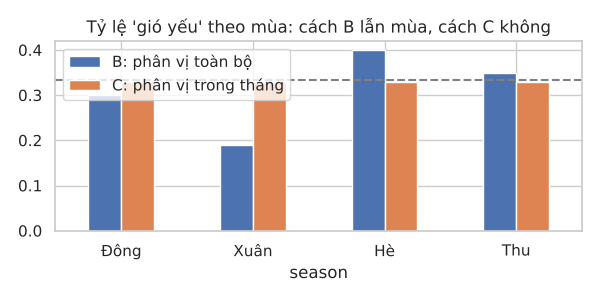 Tỷ lệ 'gió yếu' theo mùa: cách B lẫn mùa, cách C không
0.4
0.3
0.2
0.1
0.0
B: phân vị toàn bộ
C: phân vị trong tháng
Đông Xuân Hè Thu
season